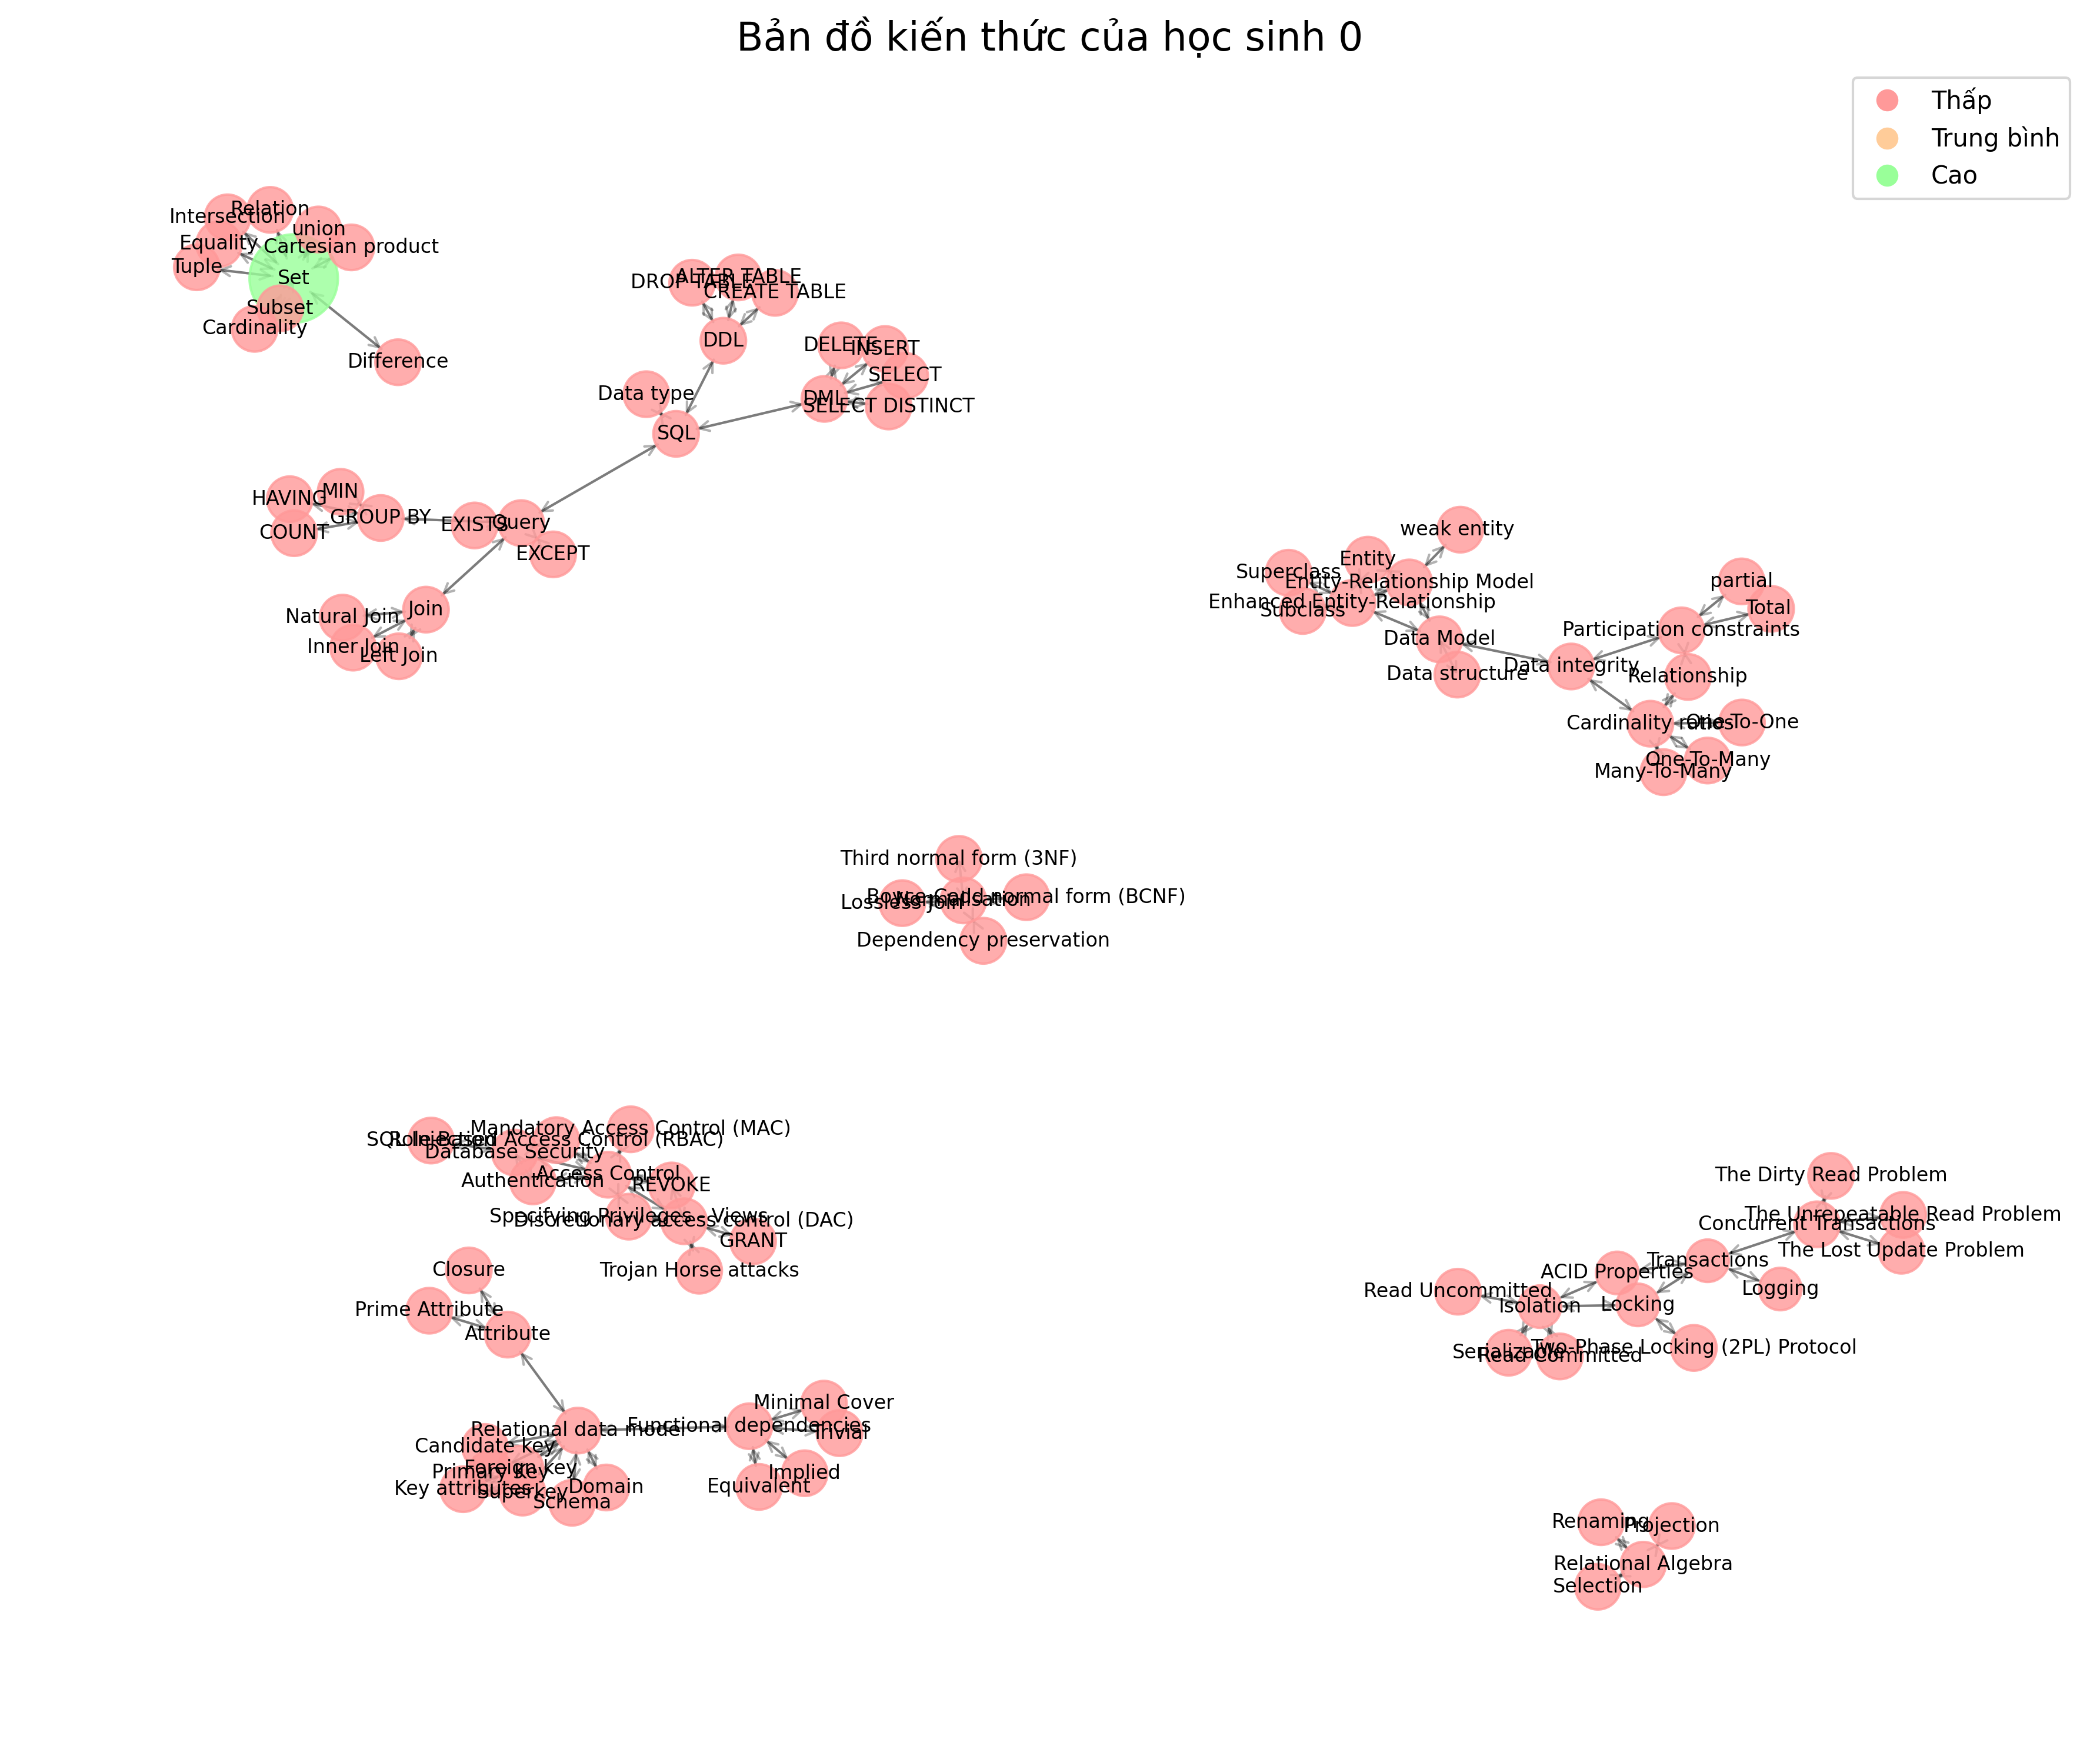 Bản đồ kiến thức của học sinh 0
Thấp
Trung bình
Cao
Relation
Intersection
union
Equality
Cartesian product
Tuple
Set
Subset
Cardinality
Difference
DROP TABLE
ALTER TABLE
CREATE TABLE
DDL
DELETE
INSERT
SELECT
DML
SELECT DISTINCT
Data type
SQL
HAVING
MIN
GROUP BY
COUNT
EXISTS
Query
EXCEPT
Join
Natural Join
Inner Join
Left Join
weak entity
Entity
Superclass
Entity-Relationship Model
Enhanced Entity-Relationship
Subclass
Data Model
Data structure
Data integrity
partial
Total
Participation constraints
Relationship
Cardinality ratios
One-To-One
One-To-Many
Many-To-Many
Third normal form (3NF)
Boyce-Codd normal form (BCNF)
Normalisation
Lossless join
Dependency preservation
Mandatory Access Control (MAC)
SQL Injection
Role-Based Access Control (RBAC)
Database Security
Access Control
Authentication
REVOKE
Specifying Privileges - Views
Discretionary access control (DAC)
GRANT
Trojan Horse attacks
Closure
Prime Attribute
Attribute
Relational data model
Functional dependencies
Minimal Cover
Trivial
Implied
Equivalent
Candidate key
Foreign key
Primary Key
Key attributes
Superkey
Schema
Domain
The Dirty Read Problem
The Unrepeatable Read Problem
Concurrent Transactions
The Lost Update Problem
Transactions
ACID Properties
Logging
Read Uncommitted
Isolation
Locking
Serializable
Two-Phase Locking (2PL) Protocol
Read Committed
Renaming
Projection
Relational Algebra
Selection